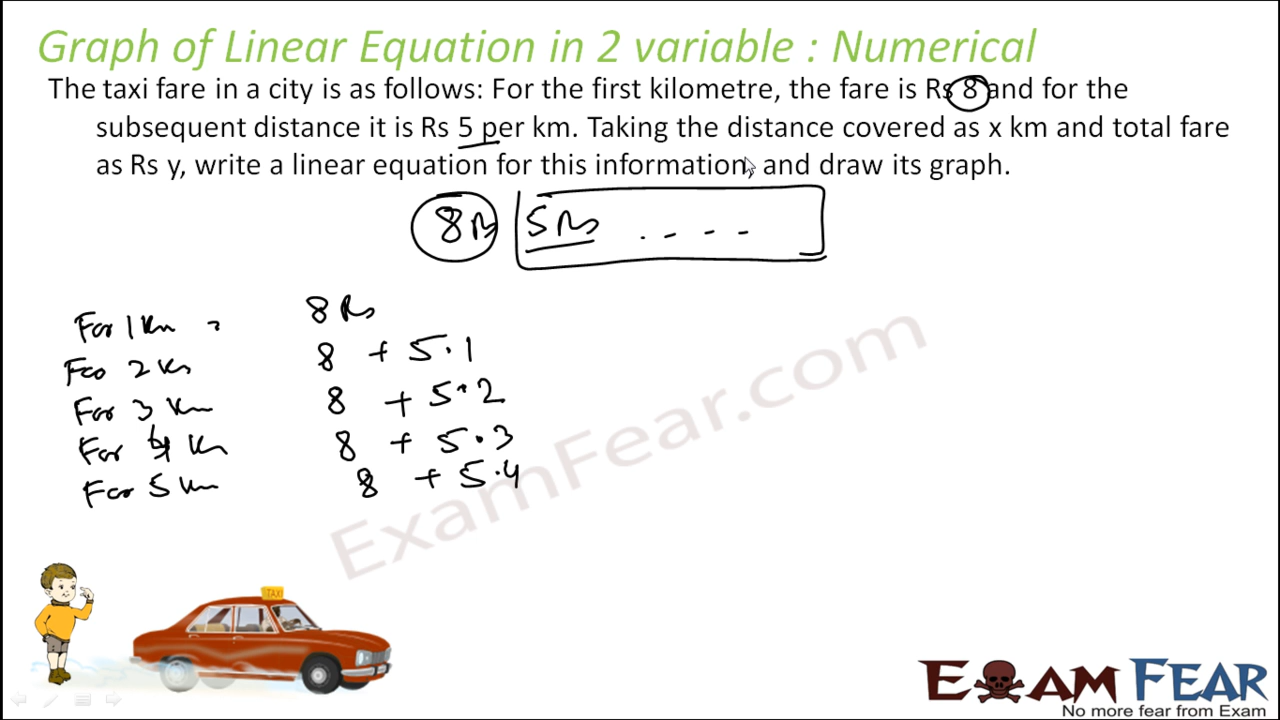 Graph of Linear Equation in 2 variable : Numerical
The taxi fare in a city is as follows: For the first kilometre, the fare is Rs 8 and for the
subsequent distance it is Rs 5 per km. Taking the distance covered as x km and total fare
as Rs y, write a linear equation for this information, and draw its graph.
8 Rs 5 Rs . - - -
For 1 Km = 8 Rs
For 2 Km 8 + 5.1
For 3 Km 8 + 5.2
For 4 Km 8 + 5.3
For 5 Km 8 + 5.4
ExamFear.com
TAXI
EXAM FEAR
No more fear from Exam